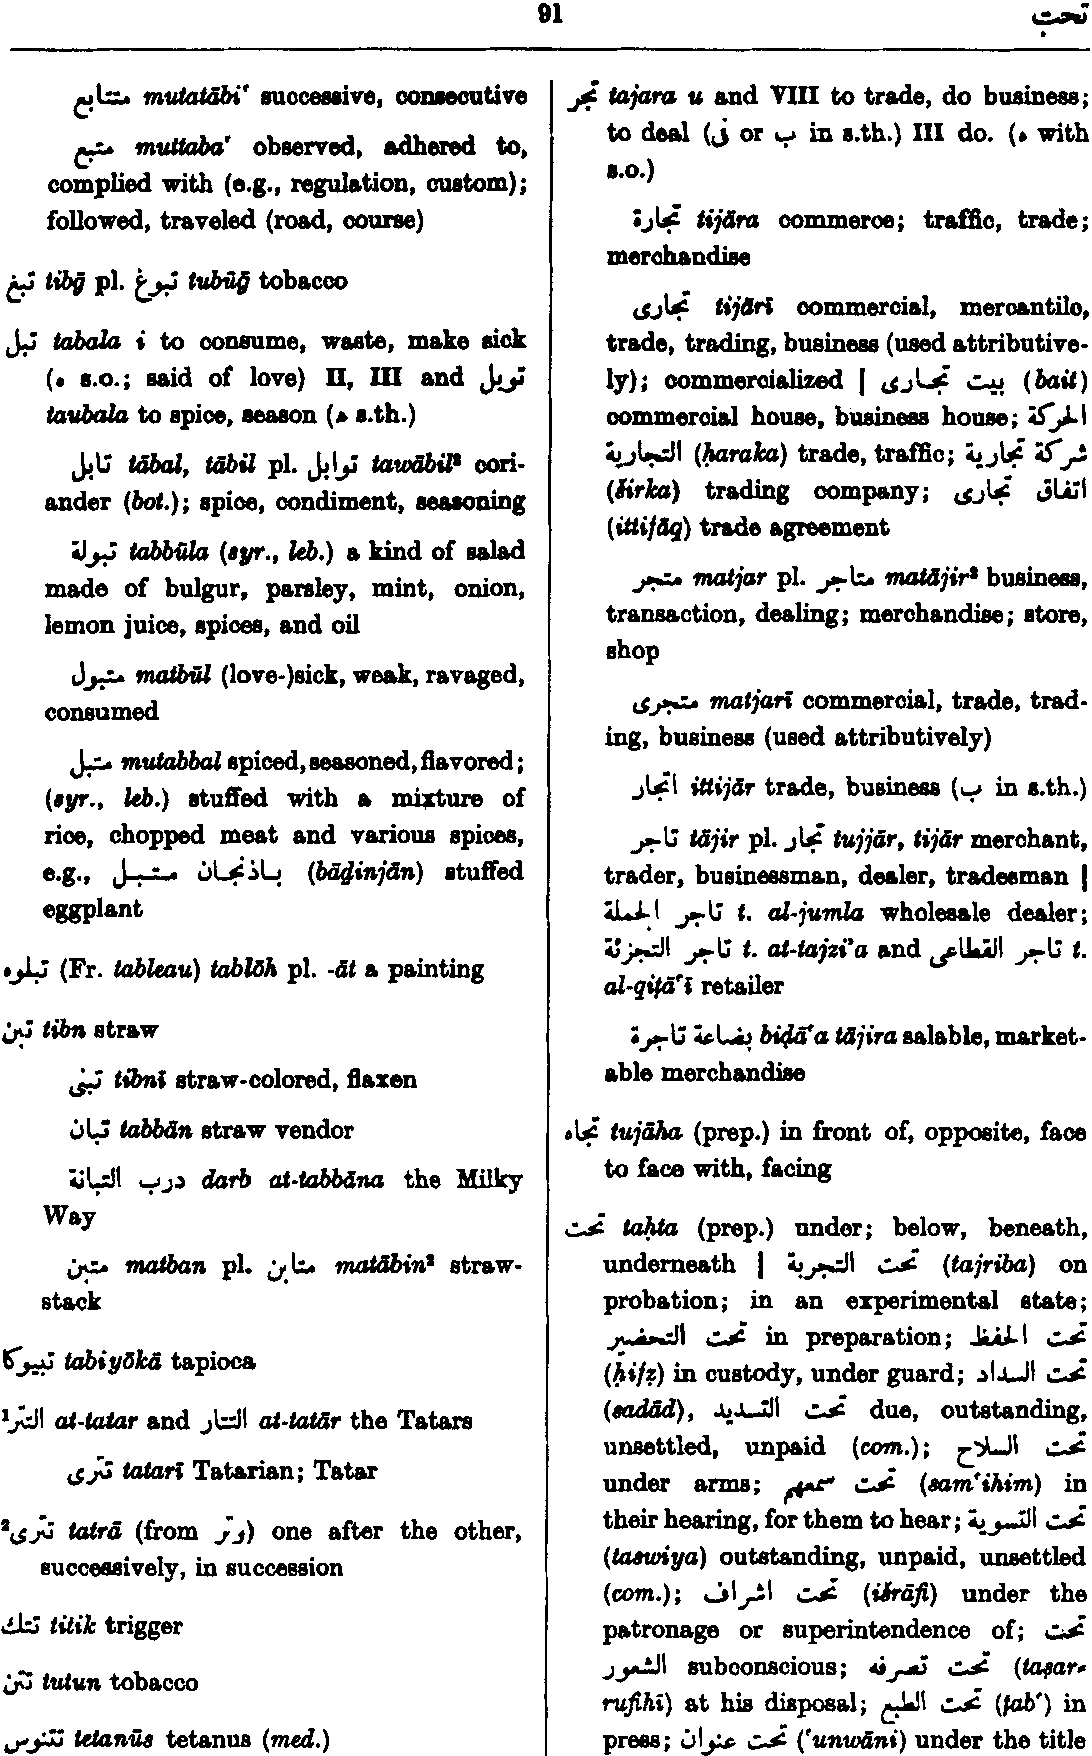 91
تحت
متتابع mutatābiʿ successive, consecutive
متبع muttabaʿ observed, adhered to,
complied with (e.g., regulation, custom);
followed, traveled (road, course)
تبغ tibḡ pl. تبوغ tubūḡ tobacco
تبل tabala i to consume, waste, make sick
(ه s.o.; said of love) II, III and توبل
taubala to spice, season (ه s.th.)
تابل tābal, tābil pl. توابل tawābil² cori-
ander (bot.); spice, condiment, seasoning
تبولة tabbūla (syr., leb.) a kind of salad
made of bulgur, parsley, mint, onion,
lemon juice, spices, and oil
متبول matbūl (love-)sick, weak, ravaged,
consumed
متبل mutabbal spiced, seasoned, flavored;
(syr., leb.) stuffed with a mixture of
rice, chopped meat and various spices,
e.g., باذنجان متبل (bāḏinjān) stuffed
eggplant
تبلوه (Fr. tableau) tablōh pl. -āt a painting
تبن tibn straw
تبنى tibnī straw-colored, flaxen
تبان tabbān straw vendor
درب التبانة darb at-tabbāna the Milky
Way
متبن matban pl. متابن matābin² straw-
stack
تبيوكا tabiyōkā tapioca
¹التتر at-tatar and التتار at-tatār the Tatars
تترى tatarī Tatarian; Tatar
²تترى tatrā (from وتر) one after the other,
successively, in succession
تتك titik trigger
تتن tutun tobacco
تتنوس tetanūs tetanus (med.)
تجر tajara u and VIII to trade, do business;
to deal (فى or ب in s.th.) III do. (ه with
s.o.)
تجارة tijāra commerce; traffic, trade;
merchandise
تجارى tijārī commercial, mercantile,
trade, trading, business (used attributive-
ly); commercialized | بيت تجارى (bait)
commercial house, business house; الحركة
التجارية (ḥaraka) trade, traffic; شركة تجارية
(širka) trading company; اتفاق تجارى
(ittifāq) trade agreement
متجر matjar pl. متاجر matājir² business,
transaction, dealing; merchandise; store,
shop
متجرى matjarī commercial, trade, trad-
ing, business (used attributively)
اتجار ittijār trade, business (ب in s.th.)
تاجر tājir pl. تجار tujjār, tijār merchant,
trader, businessman, dealer, tradesman |
تاجر الجملة t. al-jumla wholesale dealer;
تاجر التجزئة t. at-tajziʾa and تاجر القطاعى t.
al-qiṭāʿī retailer
بضاعة تاجرة biḍāʿa tājira salable, market-
able merchandise
تجاه tujāha (prep.) in front of, opposite, face
to face with, facing
تحت taḥta (prep.) under; below, beneath,
underneath | تحت التجربة (tajriba) on
probation; in an experimental state;
تحت التحضير in preparation; تحت الحفظ
(ḥifẓ) in custody, under guard; تحت السداد
(sadād), تحت التسديد due, outstanding,
unsettled, unpaid (com.); تحت السلاح
under arms; تحت سمعهم (samʿihim) in
their hearing, for them to hear; تحت التسوية
(taswiya) outstanding, unpaid, unsettled
(com.); تحت اشراف (išrāfi) under the
patronage or superintendence of; تحت
الشعور subconscious; تحت تصرفه (taṣar-
rufihī) at his disposal; تحت الطبع (ṭabʿ) in
press; تحت عنوان (ʿunwāni) under the title